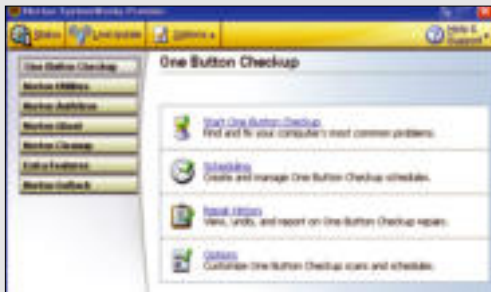 Norton SystemWorks Premier
Status LiveUpdate Options Help & Support
One Button Checkup
Norton Utilities
Norton AntiVirus
Norton Ghost
Norton Cleanup
Extra Features
Norton GoBack
One Button Checkup
Start One Button Checkup
Find and fix your computer's most common problems.
Scheduling
Create and manage One Button Checkup schedules.
Repair History
View, undo, and report on One Button Checkup repairs.
Options
Customize One Button Checkup scans and schedules.